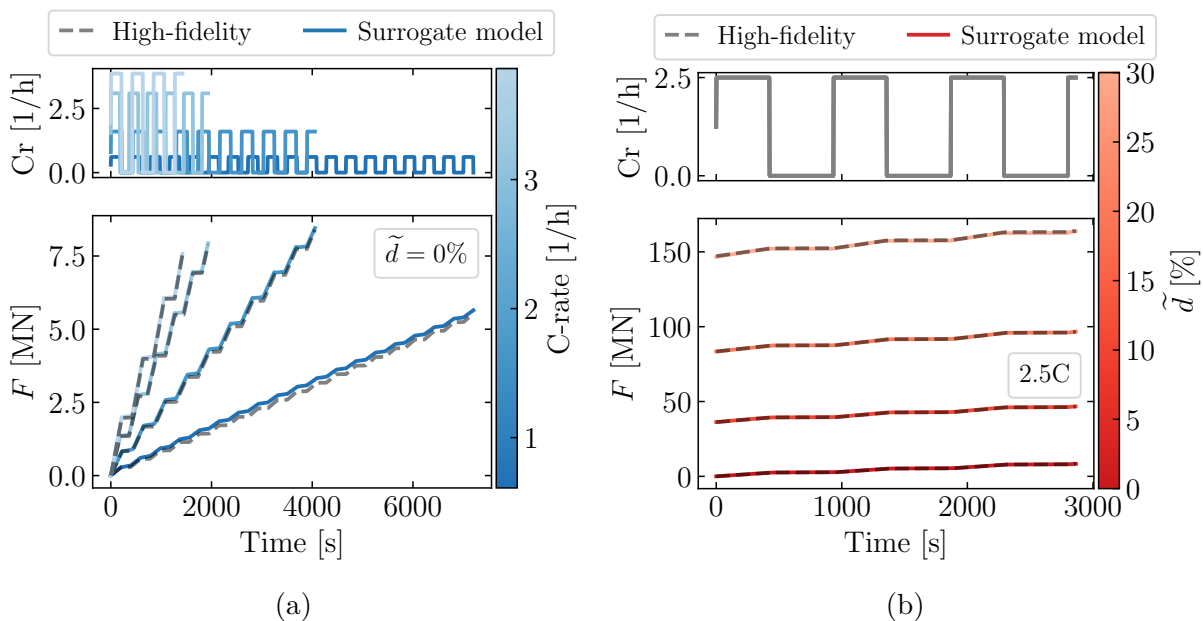 High-fidelity
Surrogate model
Cr [1/h]
2.5
0.0
F [MN]
7.5
5.0
2.5
0.0
d̃ = 0%
0
2000
4000
6000
Time [s]
3
2
1
C-rate [1/h]
(a)
High-fidelity
Surrogate model
Cr [1/h]
2.5
0.0
F [MN]
150
100
50
0
2.5C
0
1000
2000
3000
Time [s]
30
25
20
15
10
5
0
d̃ [%]
(b)